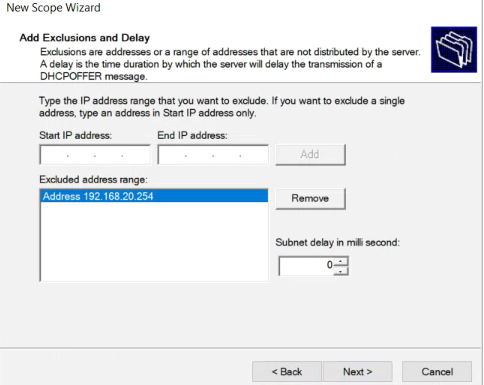 New Scope Wizard
Add Exclusions and Delay
Exclusions are addresses or a range of addresses that are not distributed by the server.
A delay is the time duration by which the server will delay the transmission of a
DHCPOFFER message.
Type the IP address range that you want to exclude. If you want to exclude a single
address, type an address in Start IP address only.
Start IP address: End IP address:
. . . . . . Add
Excluded address range:
Address 192.168.20.254 Remove
Subnet delay in milli second:
0
< Back Next > Cancel